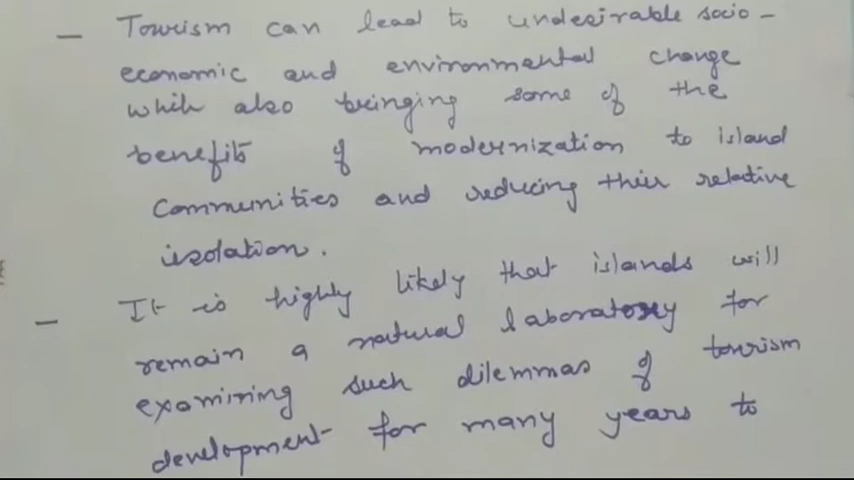 - Tourism can lead to undesirable socio-
economic and environmental change
which also bringing some of the
benefits of modernization to island
communities and reducing their relative
isolation.
- It is highly likely that islands will
remain a natural laboratory for
examining such dilemmas of tourism
development for many years to